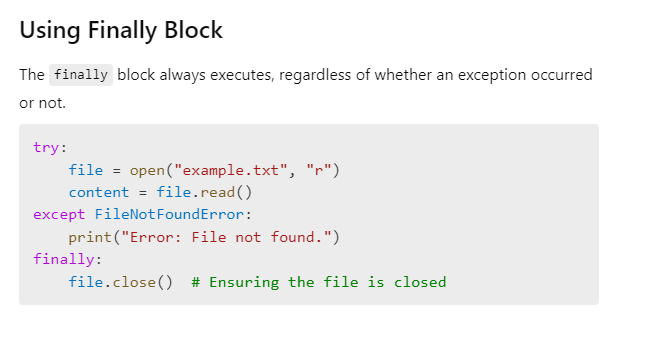 Using Finally Block
The finally block always executes, regardless of whether an exception occurred
or not.
try:
    file = open("example.txt", "r")
    content = file.read()
except FileNotFoundError:
    print("Error: File not found.")
finally:
    file.close()  # Ensuring the file is closed